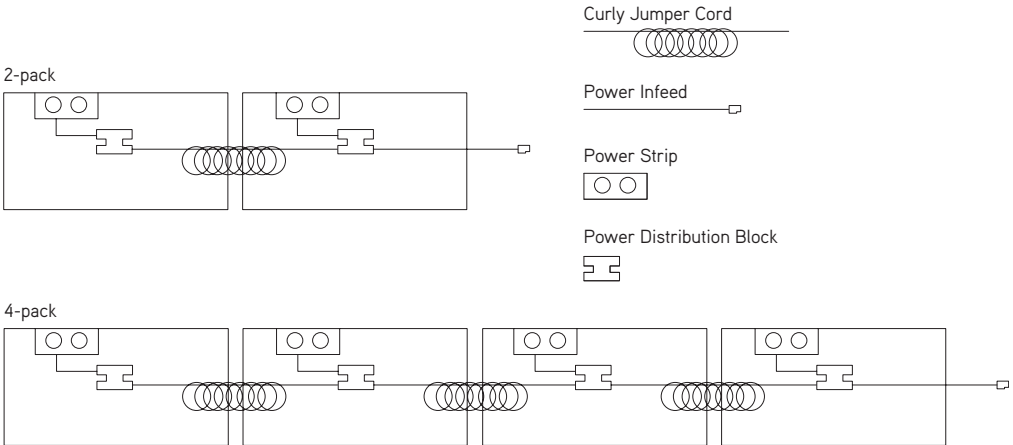 Curly Jumper Cord
2-pack
Power Infeed
Power Strip
Power Distribution Block
4-pack